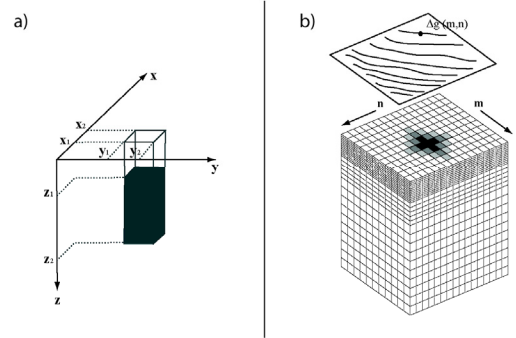 a)
x
x₂
x₁
y₁
y₂
y
z₁
z₂
z
b)
Δg (m,n)
n
m